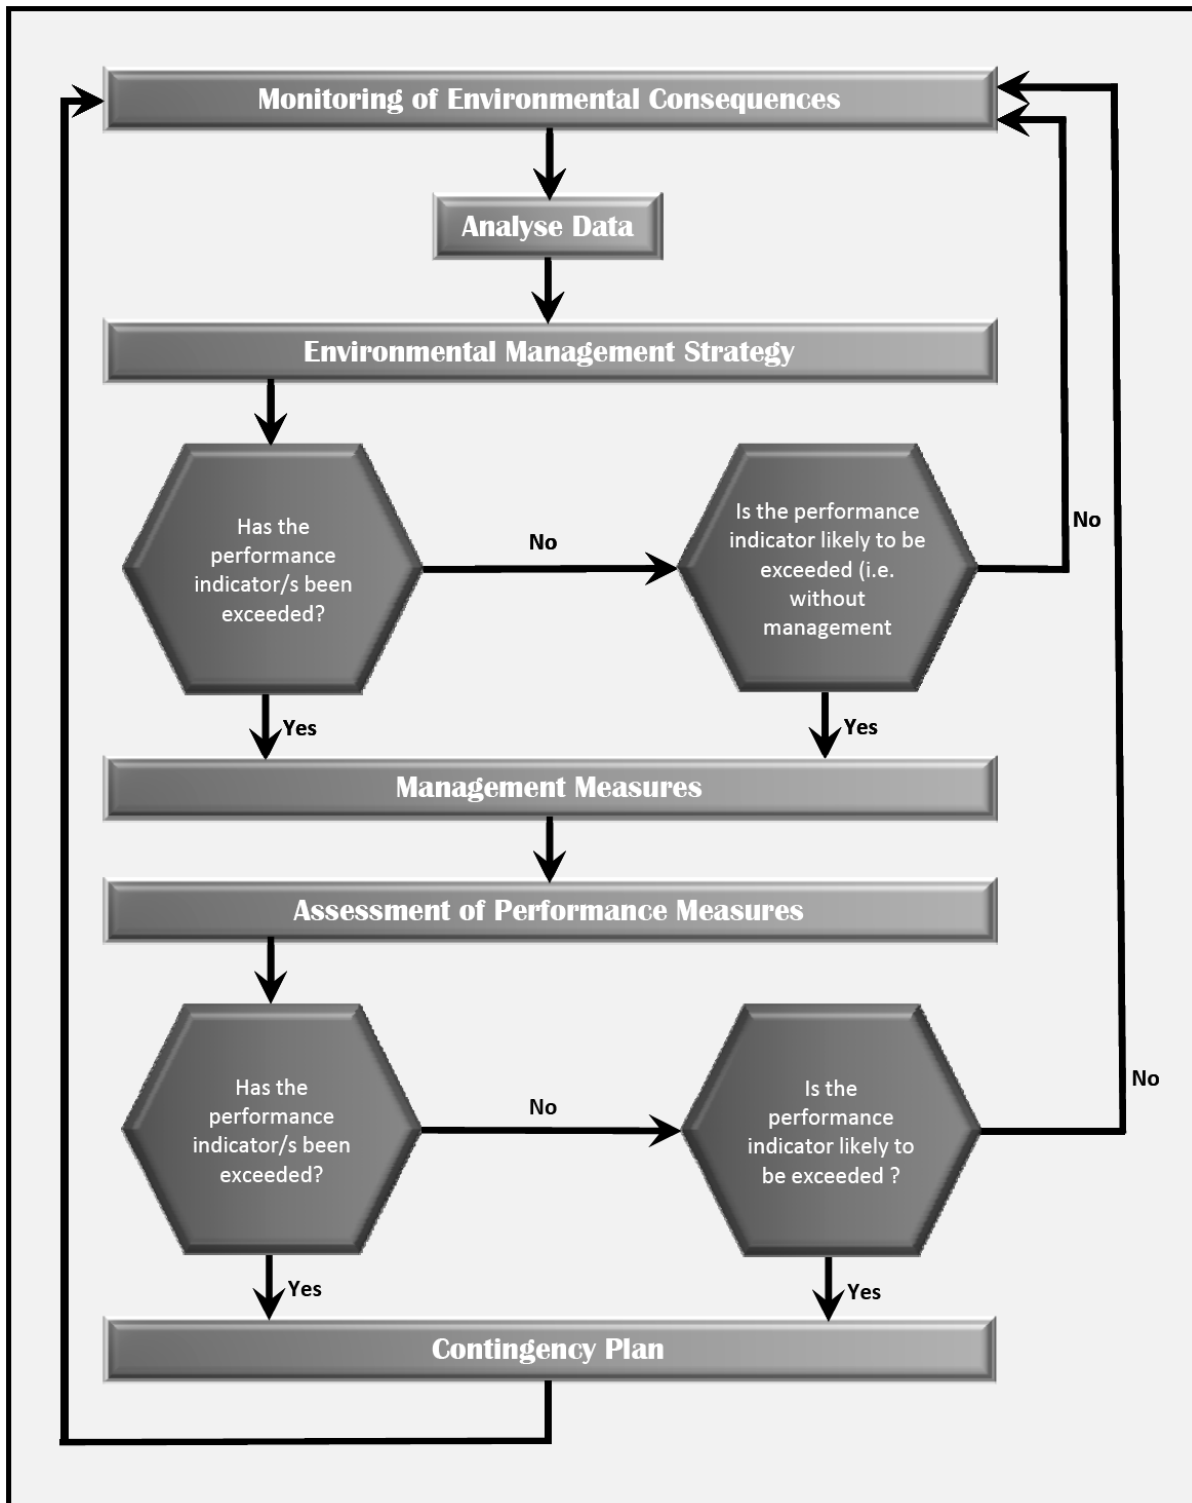 Monitoring of Environmental Consequences
Analyse Data
Environmental Management Strategy
Has the
performance
indicator/s been
exceeded?
No
Is the performance
indicator likely to be
exceeded (i.e.
without
management
No
Yes
Yes
Management Measures
Assessment of Performance Measures
Has the
performance
indicator/s been
exceeded?
No
Is the
performance
indicator likely to
be exceeded ?
No
Yes
Yes
Contingency Plan